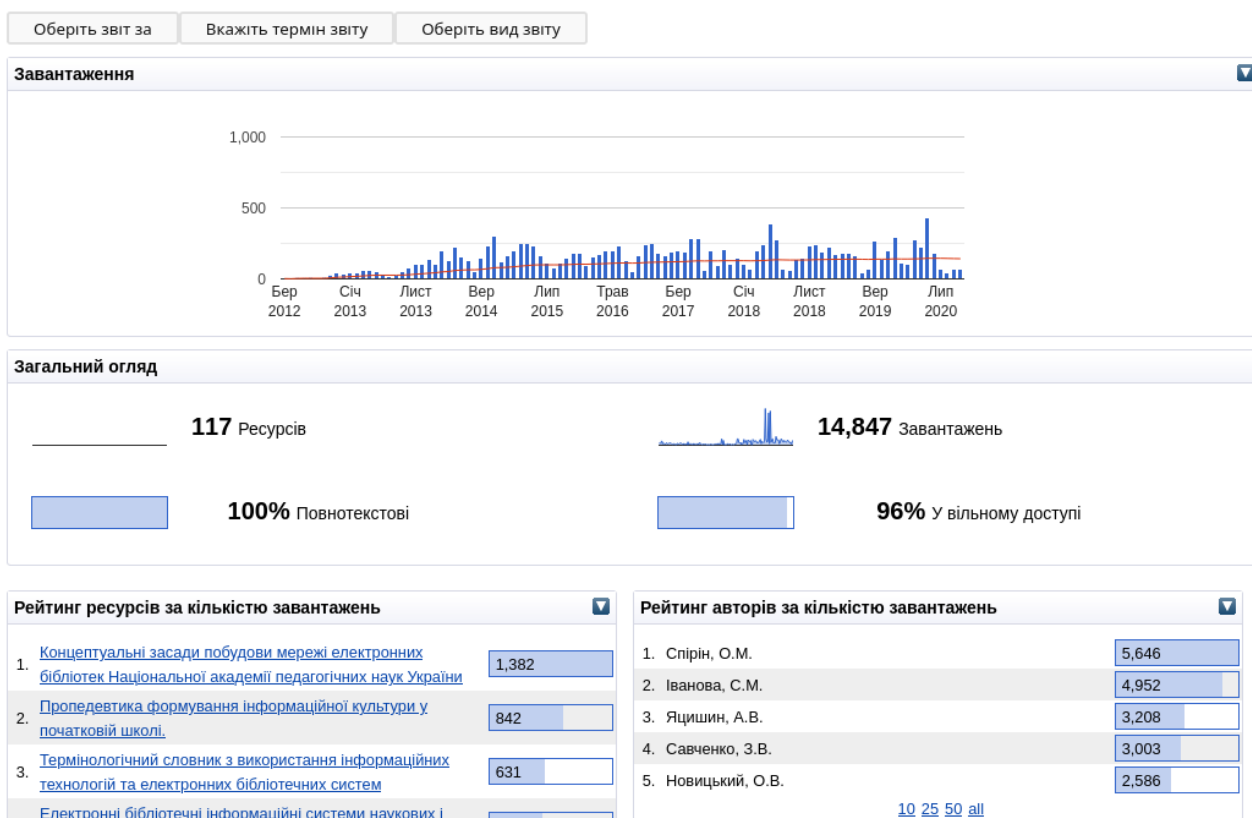 Оберіть звіт за
Вкажіть термін звіту
Оберіть вид звіту
Завантаження
1,000
500
0
Бер Січ Лист Вер Лип Трав Бер Січ Лист Вер Лип
2012 2013 2013 2014 2015 2016 2017 2018 2018 2019 2020
Загальний огляд
117 Ресурсів
14,847 Завантажень
100% Повнотекстові
96% У вільному доступі
Рейтинг ресурсів за кількістю завантажень
1. Концептуальні засади побудови мережі електронних
бібліотек Національної академії педагогічних наук України
1,382
2. Пропедевтика формування інформаційної культури у
початковій школі.
842
3. Термінологічний словник з використання інформаційних
технологій та електронних бібліотечних систем
631
Електронні бібліотечні інформаційні системи наукових і
Рейтинг авторів за кількістю завантажень
1. Спірін, О.М. 5,646
2. Іванова, С.М. 4,952
3. Яцишин, А.В. 3,208
4. Савченко, З.В. 3,003
5. Новицький, О.В. 2,586
10 25 50 all